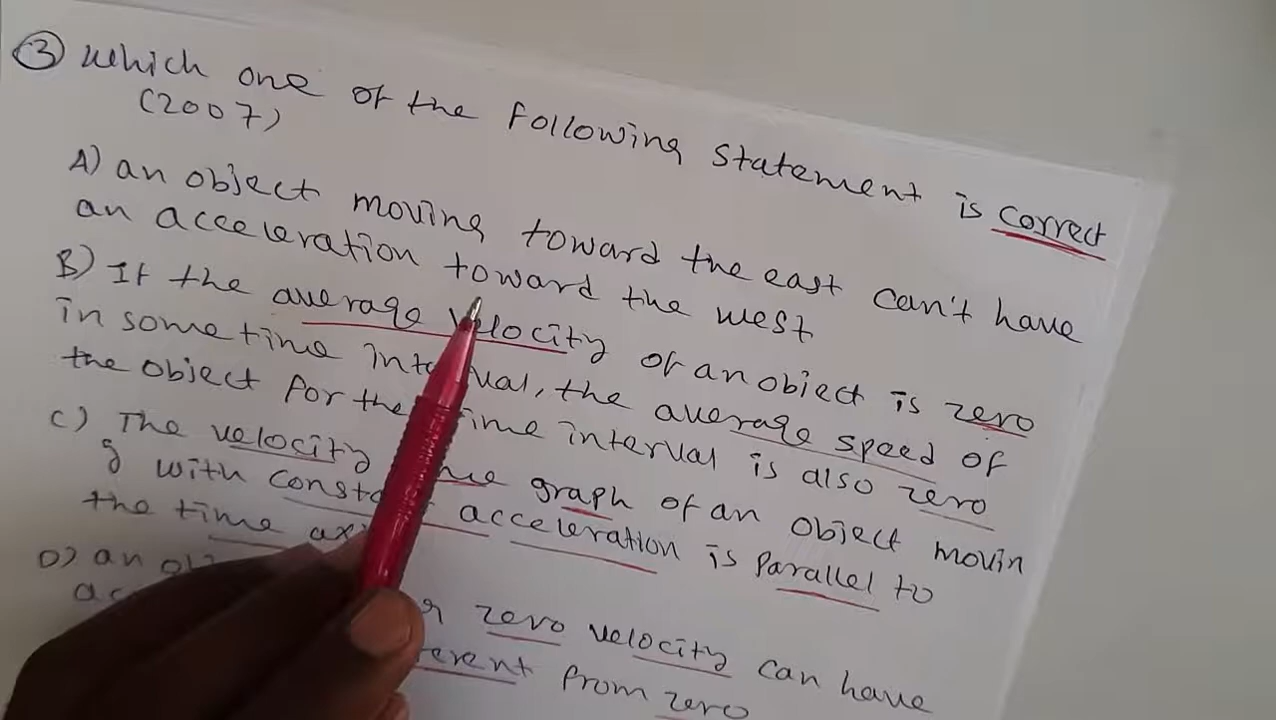 ③ which one of the following statement is correct
(2007)
A) an object moving toward the east can't have
an acceleration toward the west
B) If the average velocity of an object is zero
in some time interval, the average speed of
the object for the time interval is also zero
C) The velocity graph of an object movin
g with constant acceleration is parallel to
the time
D) an zero velocity can have
from zero